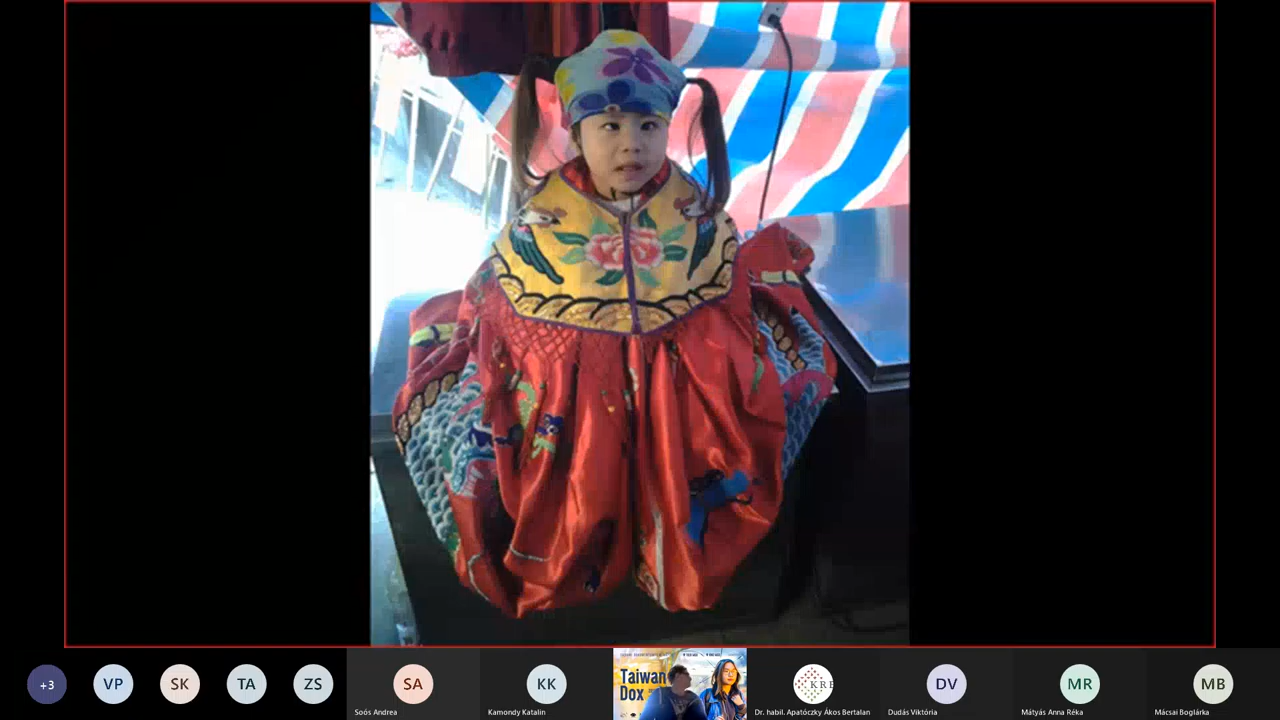 +3
VP
SK
TA
ZS
SA
Soós Andrea
KK
Kamondy Katalin
Taiwan
Dox
KRE
Dr. habil. Apatóczky Ákos Bertalan
DV
Dudás Viktória
MR
Mátyás Anna Réka
MB
Mácsai Boglárka